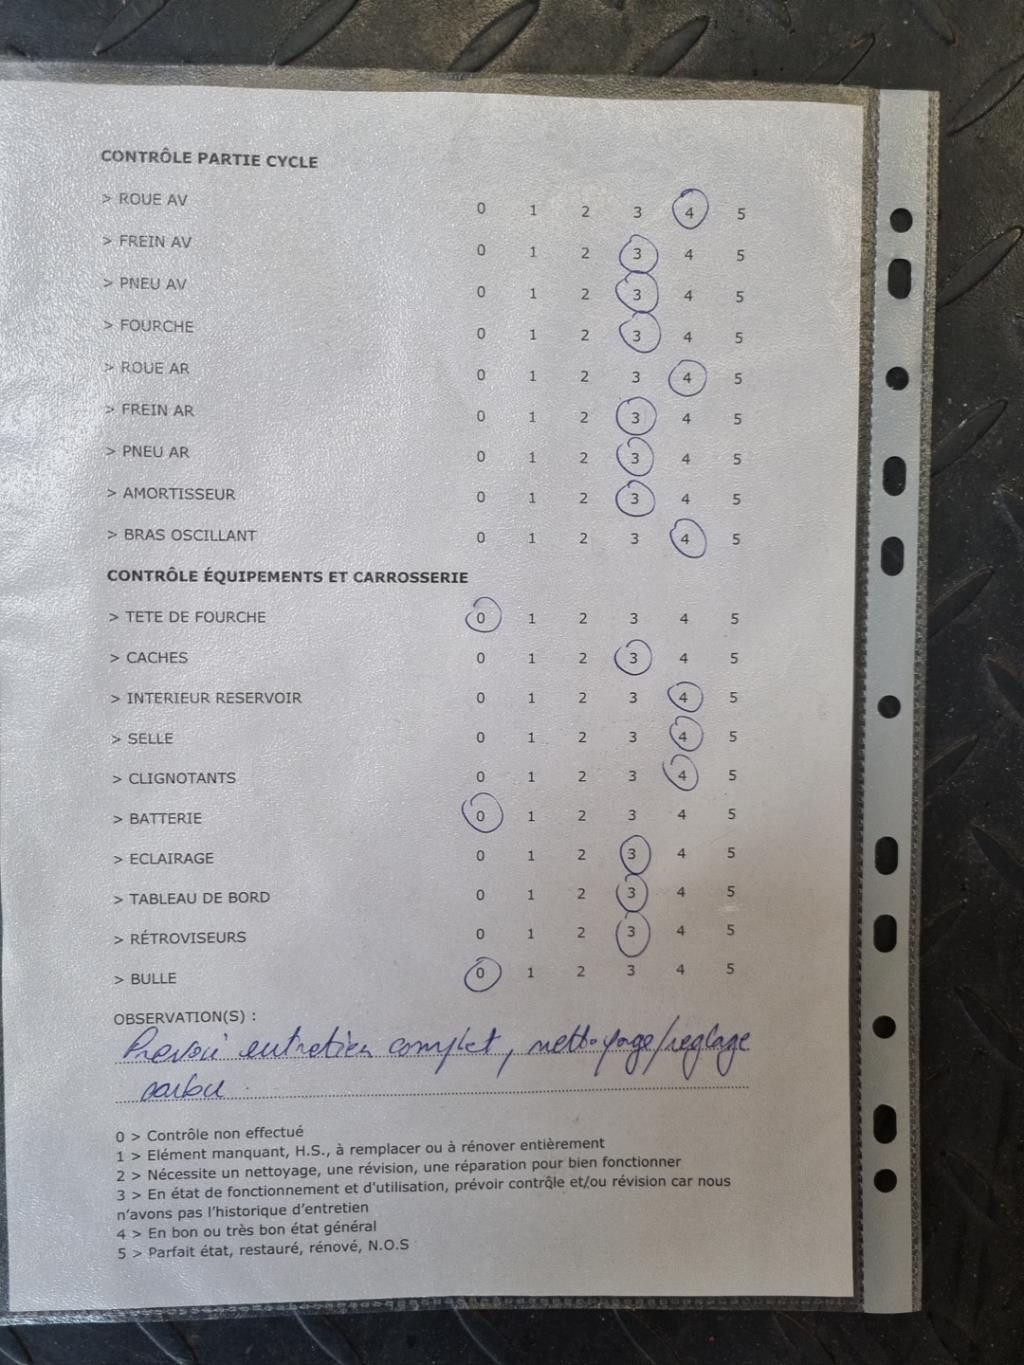 CONTRÔLE PARTIE CYCLE
> ROUE AV 0 1 2 3 4 5
> FREIN AV 0 1 2 3 4 5
> PNEU AV 0 1 2 3 4 5
> FOURCHE 0 1 2 3 4 5
> ROUE AR 0 1 2 3 4 5
> FREIN AR 0 1 2 3 4 5
> PNEU AR 0 1 2 3 4 5
> AMORTISSEUR 0 1 2 3 4 5
> BRAS OSCILLANT 0 1 2 3 4 5
CONTRÔLE ÉQUIPEMENTS ET CARROSSERIE
> TETE DE FOURCHE 0 1 2 3 4 5
> CACHES 0 1 2 3 4 5
> INTERIEUR RESERVOIR 0 1 2 3 4 5
> SELLE 0 1 2 3 4 5
> CLIGNOTANTS 0 1 2 3 4 5
> BATTERIE 0 1 2 3 4 5
> ECLAIRAGE 0 1 2 3 4 5
> TABLEAU DE BORD 0 1 2 3 4 5
> RÉTROVISEURS 0 1 2 3 4 5
> BULLE 0 1 2 3 4 5
OBSERVATION(S) :
Prévoir entretien complet, nettoyage/réglage
carbu.
0 > Contrôle non effectué
1 > Elément manquant, H.S., à remplacer ou à rénover entièrement
2 > Nécessite un nettoyage, une révision, une réparation pour bien fonctionner
3 > En état de fonctionnement et d'utilisation, prévoir contrôle et/ou révision car nous
n'avons pas l'historique d'entretien
4 > En bon ou très bon état général
5 > Parfait état, restauré, rénové, N.O.S